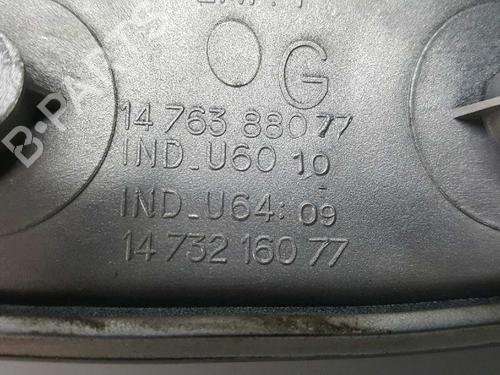 G
14 763 880 77
IND_U60 10
IND_U64: 09
14 732 160 77
B-PARTS